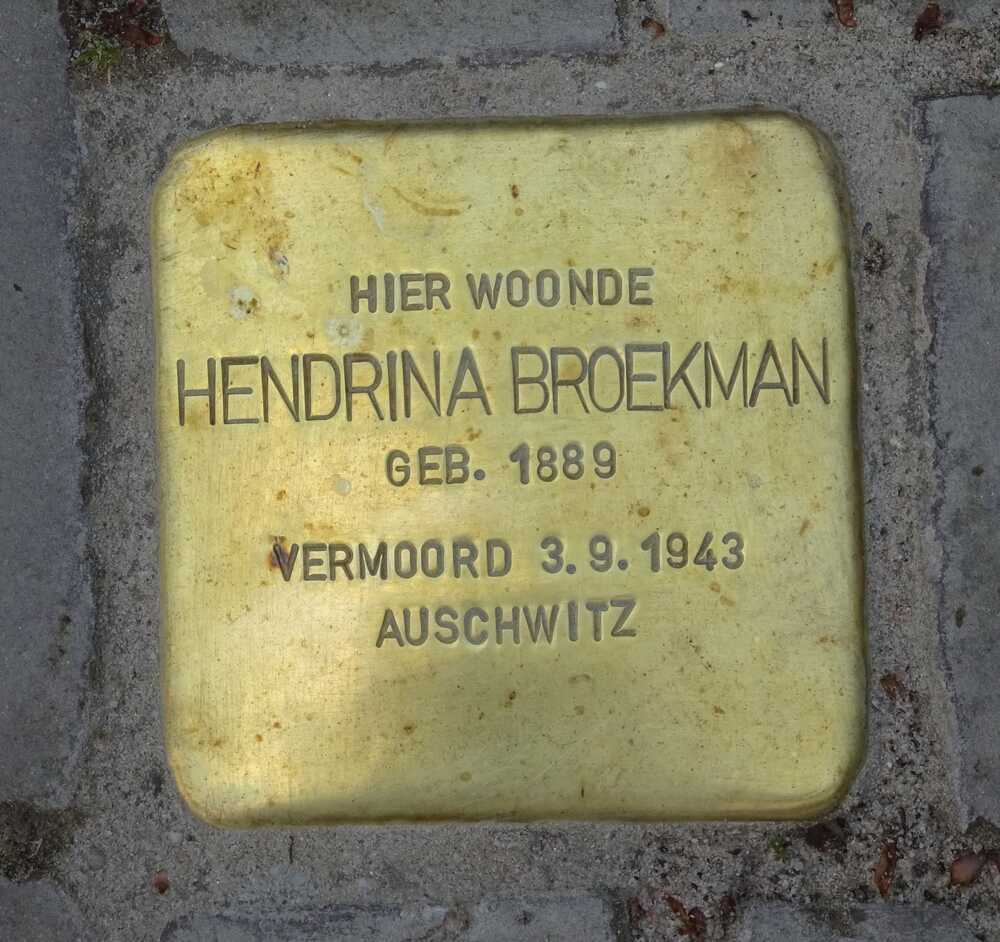 HIER WOONDE
HENDRINA BROEKMAN
GEB. 1889
VERMOORD 3.9.1943
AUSCHWITZ